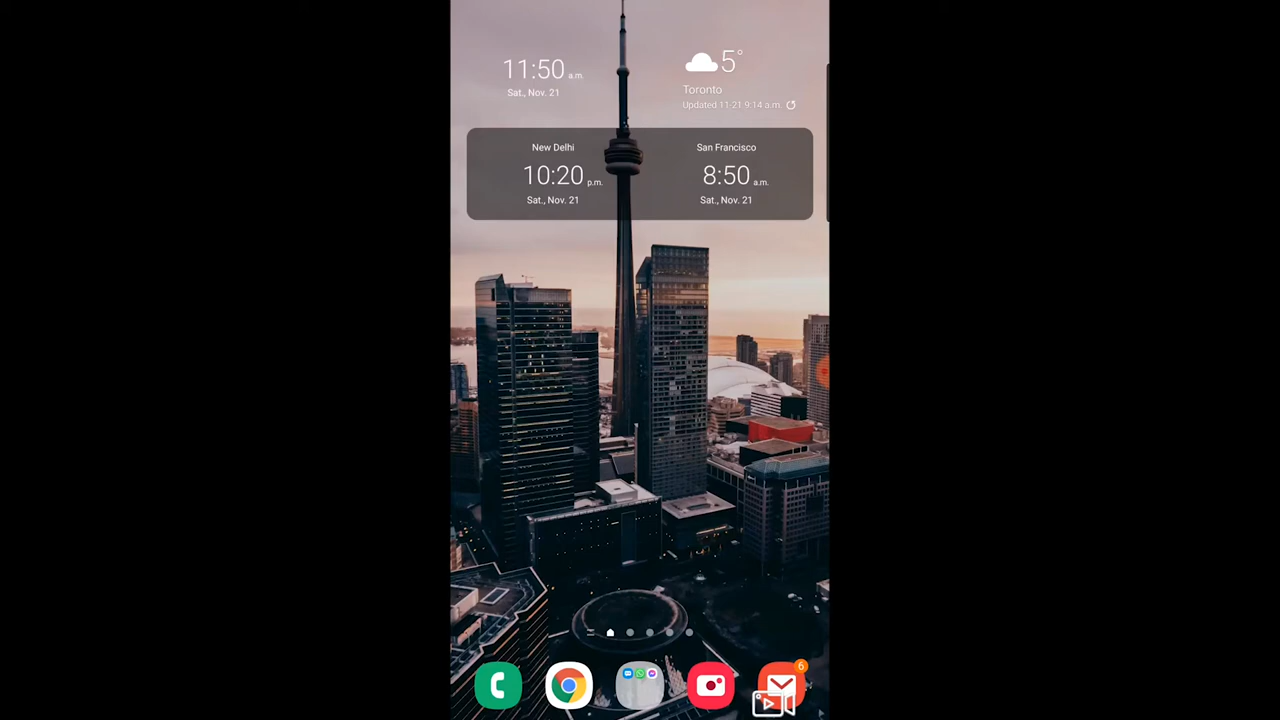 11:50 a.m.
Sat., Nov. 21
5°
Toronto
Updated 11-21 9:14 a.m.
New Delhi
10:20 p.m.
Sat., Nov. 21
San Francisco
8:50 a.m.
Sat., Nov. 21
6